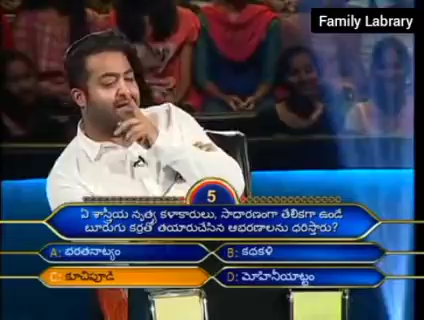 Family Labrary
5
ఏ శాస్త్రీయ నృత్య కళాకారులు, సాధారణంగా తేలికగా ఉండే
బూరుగు కర్రతో తయారుచేసిన ఆభరణాలను ధరిస్తారు?
A: భరతనాట్యం
B: కథకళి
C: కూచిపూడి
D: మోహినీయాట్టం